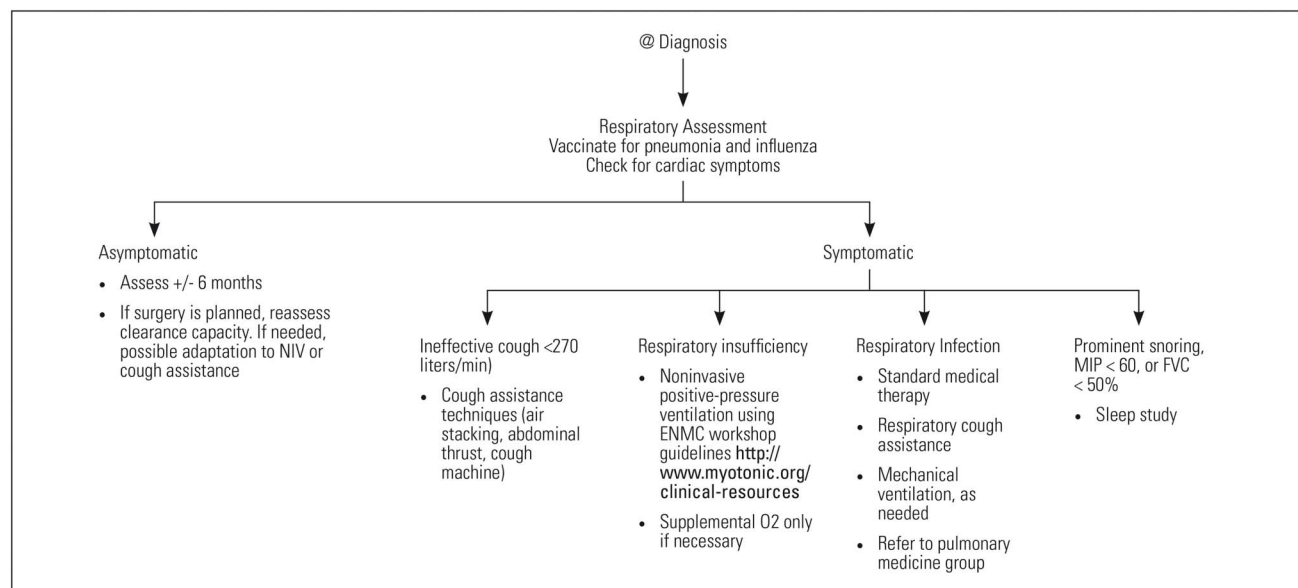 @ Diagnosis
Respiratory Assessment
Vaccinate for pneumonia and influenza
Check for cardiac symptoms
Asymptomatic
• Assess +/- 6 months
• If surgery is planned, reassess
clearance capacity. If needed,
possible adaptation to NIV or
cough assistance
Symptomatic
Ineffective cough <270
liters/min)
• Cough assistance
techniques (air
stacking, abdominal
thrust, cough
machine)
Respiratory insufficiency
• Noninvasive
positive-pressure
ventilation using
ENMC workshop
guidelines http://
www.myotonic.org/
clinical-resources
• Supplemental O2 only
if necessary
Respiratory Infection
• Standard medical
therapy
• Respiratory cough
assistance
• Mechanical
ventilation, as
needed
• Refer to pulmonary
medicine group
Prominent snoring,
MIP < 60, or FVC
< 50%
• Sleep study